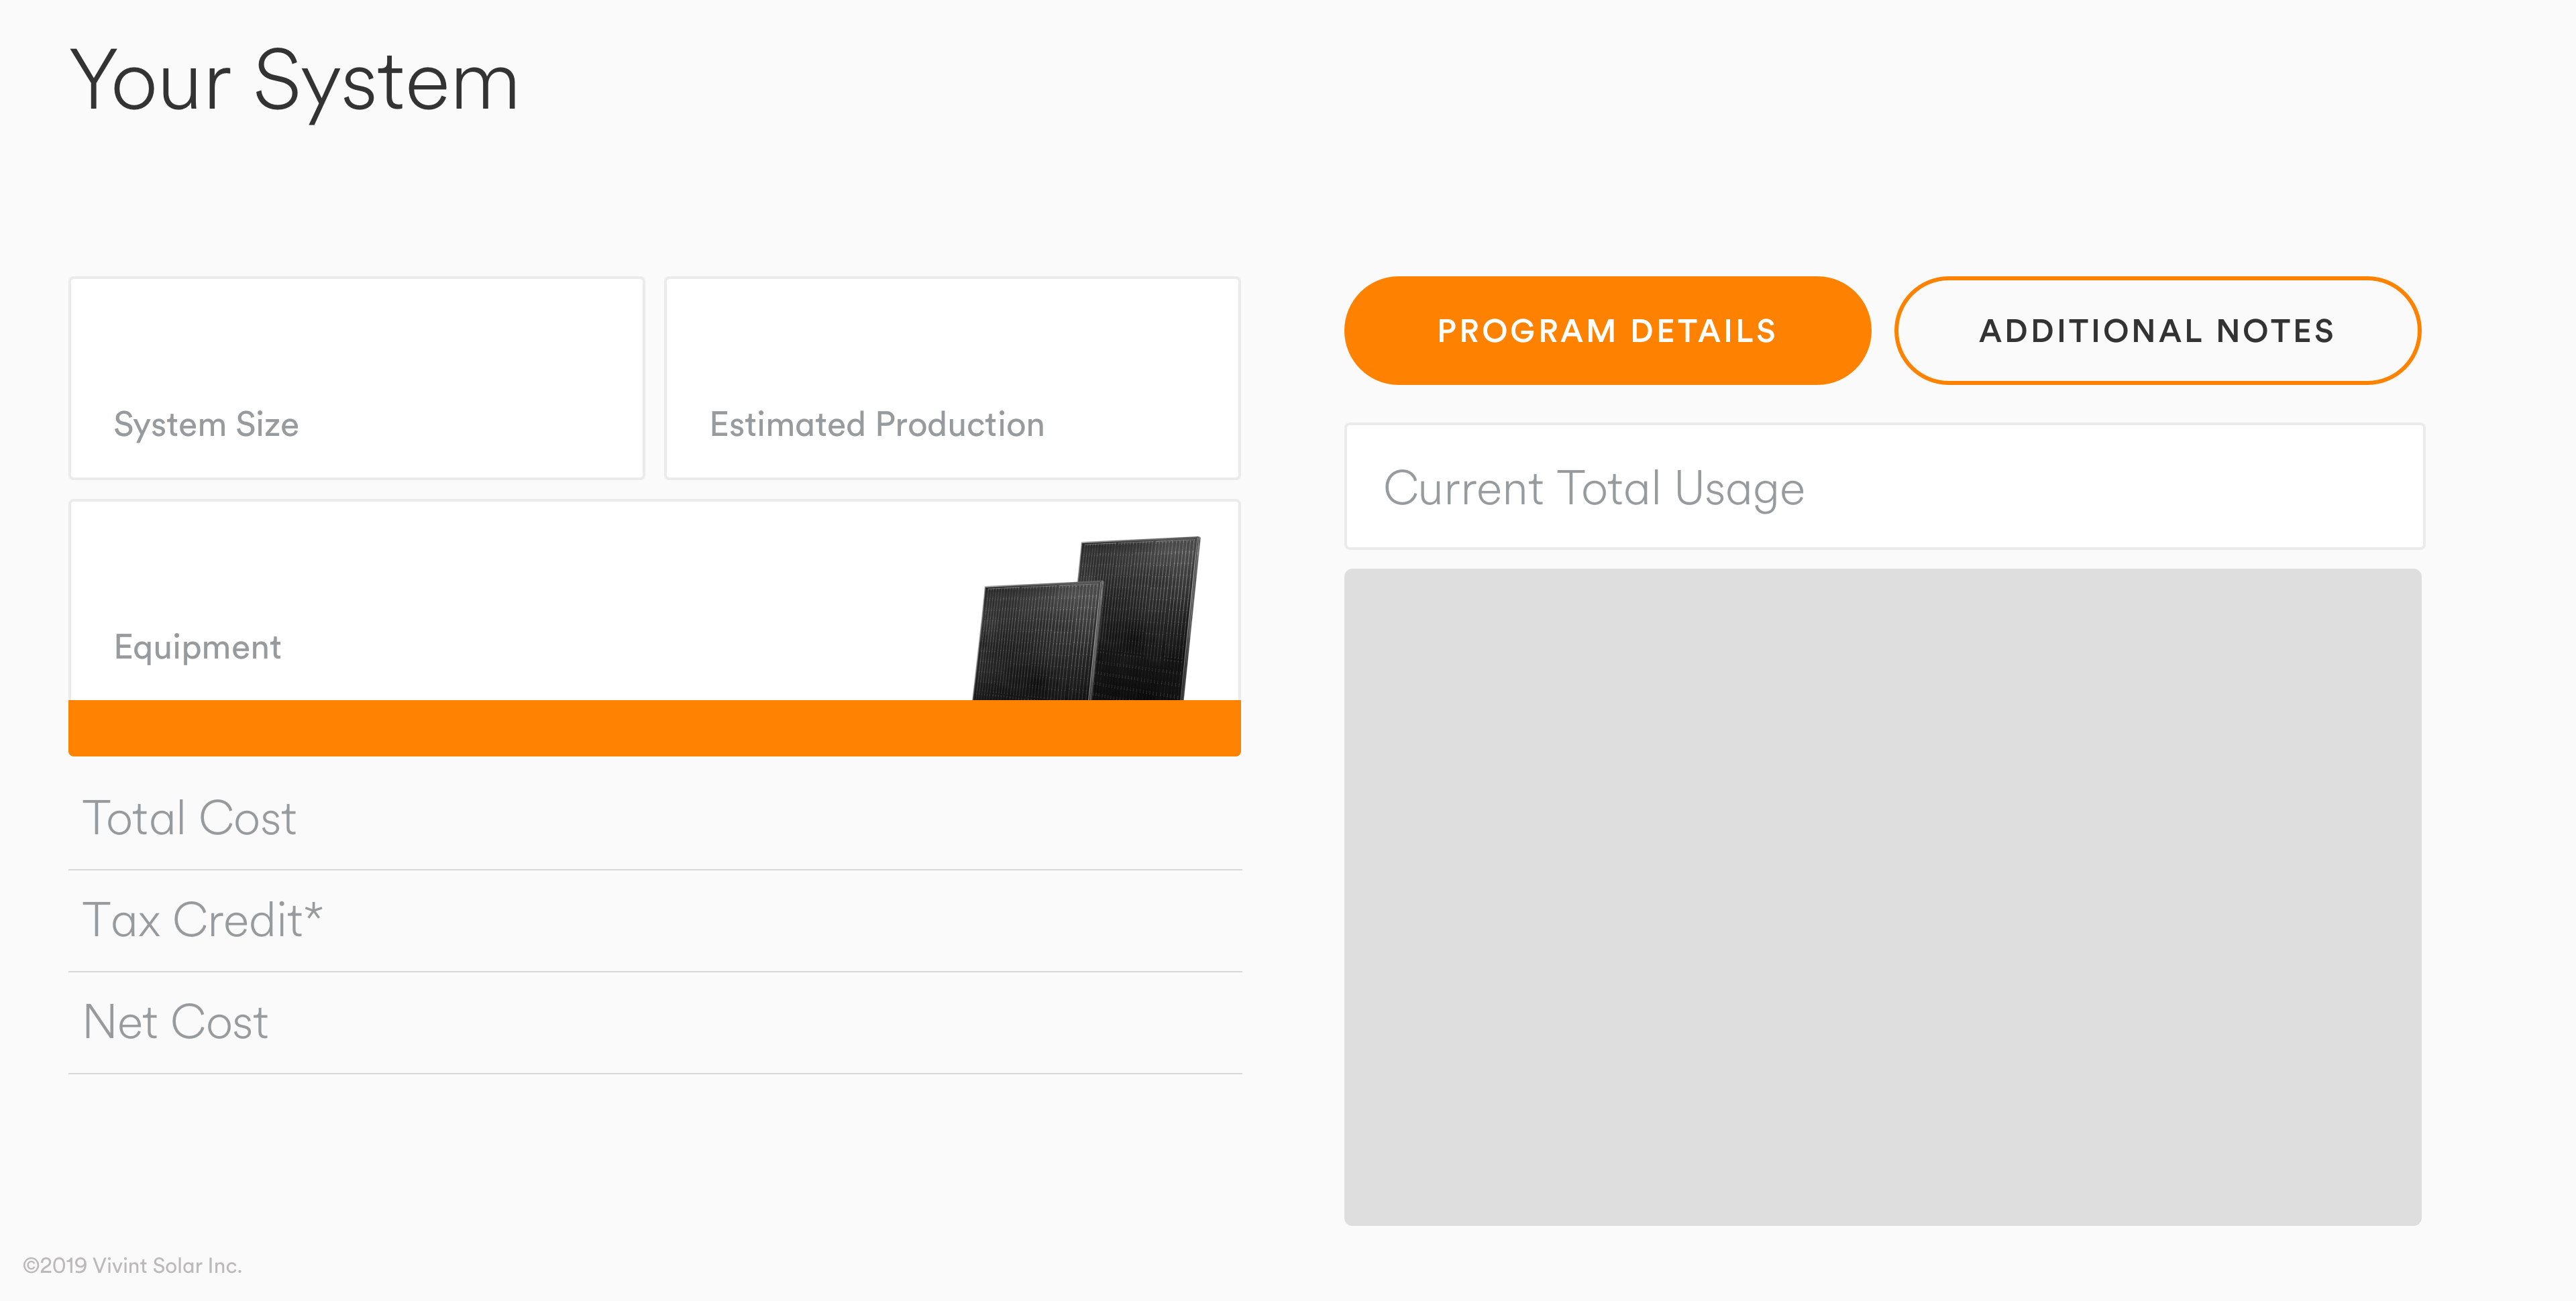 Your System
System Size
Estimated Production
Equipment
Total Cost
Tax Credit*
Net Cost
PROGRAM DETAILS
ADDITIONAL NOTES
Current Total Usage
©2019 Vivint Solar Inc.